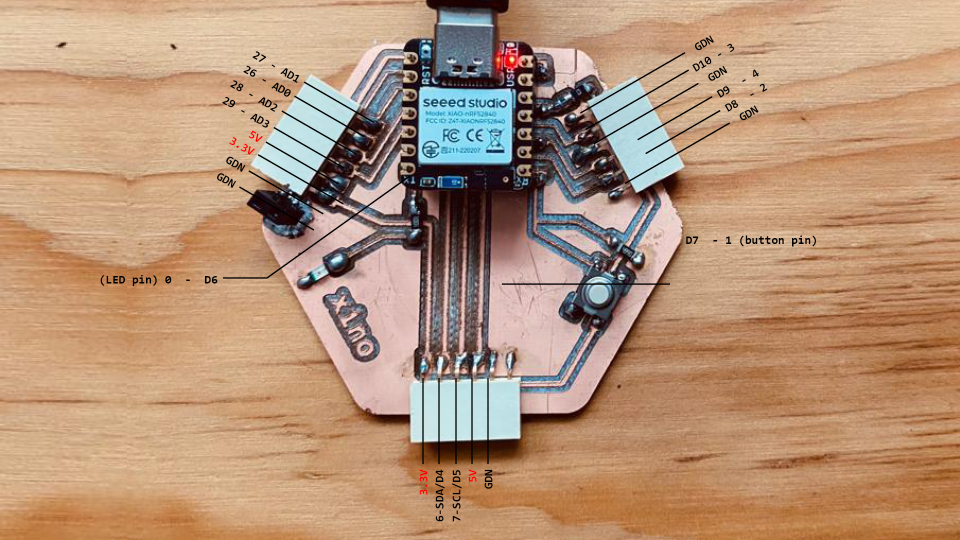 27 - AD1
26 - AD0
28 - AD2
29 - AD3
5V
3.3V
GDN
GDN
RST
USR
seeed studio
Model: XIAO-nRF52840
FCC ID: Z4T-XIAONRF52840
FC CE
211-220207
GDN
D10 - 3
GDN
D9 - 4
D8 - 2
GDN
D7 - 1 (button pin)
(LED pin) 0 - D6
x1no
3.3V
6-SDA/D4
7-SCL/D5
5V
GDN